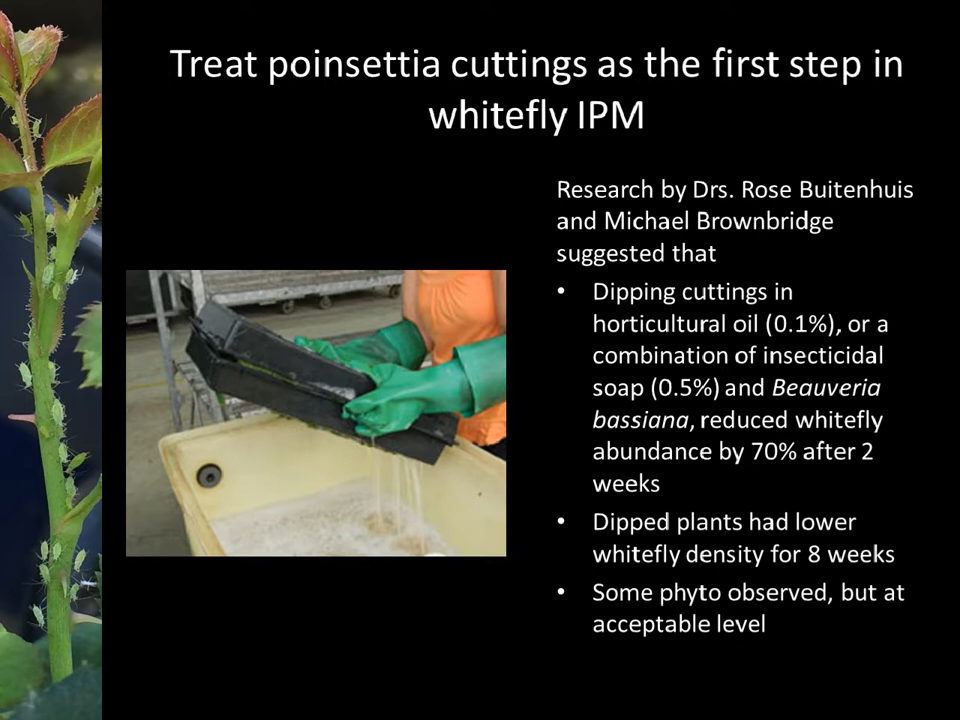 Treat poinsettia cuttings as the first step in
whitefly IPM
Research by Drs. Rose Buitenhuis
and Michael Brownbridge
suggested that
• Dipping cuttings in
horticultural oil (0.1%), or a
combination of insecticidal
soap (0.5%) and Beauveria
bassiana, reduced whitefly
abundance by 70% after 2
weeks
• Dipped plants had lower
whitefly density for 8 weeks
• Some phyto observed, but at
acceptable level